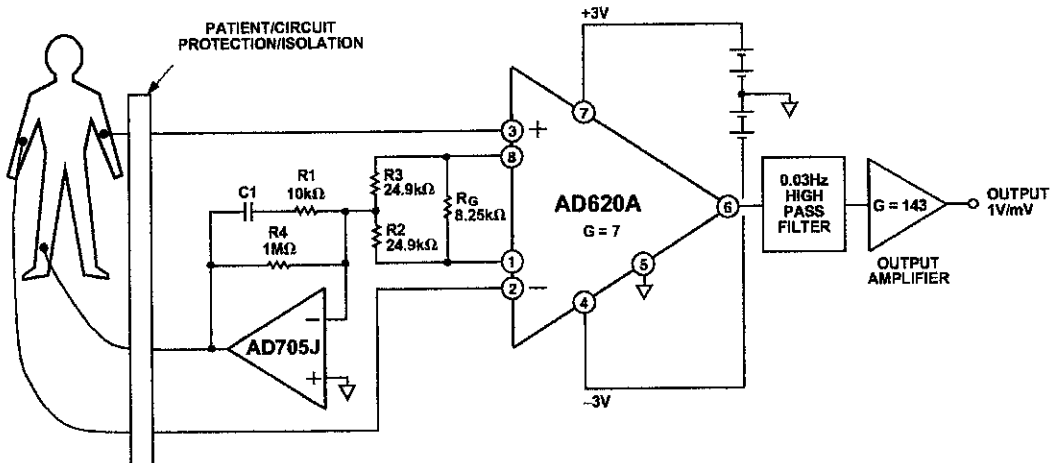 PATIENT/CIRCUIT
PROTECTION/ISOLATION
+3V
7
3
+
8
R1
10kΩ
C1
R3
24.9kΩ
RG
8.25kΩ
R4
1MΩ
R2
24.9kΩ
AD620A
G = 7
6
0.03Hz
HIGH
PASS
FILTER
G = 143
OUTPUT
1V/mV
OUTPUT
AMPLIFIER
1
2
−
5
4
−
AD705J
+
−3V